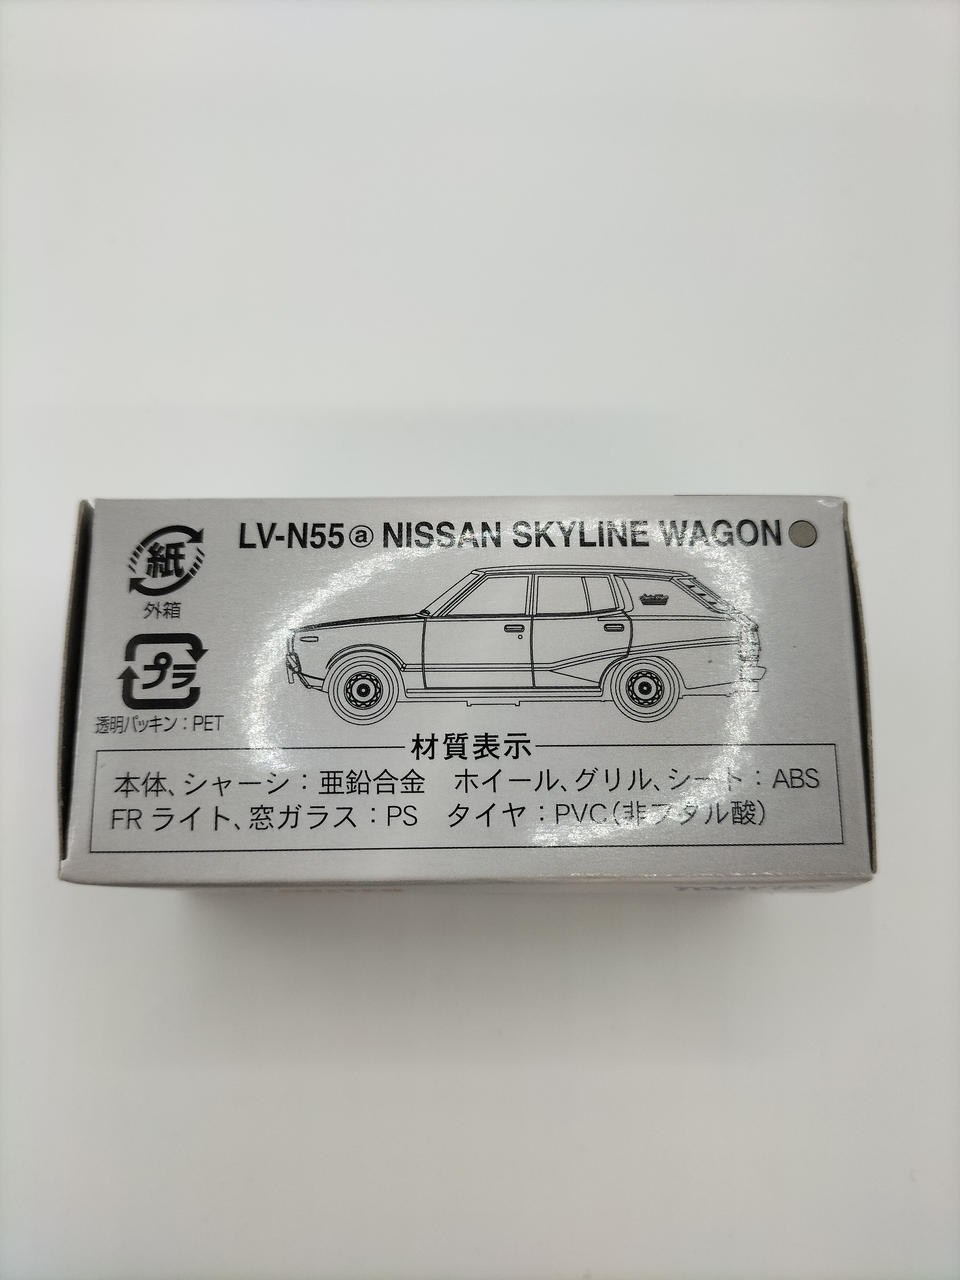 LV-N55 ⓐ NISSAN SKYLINE WAGON
紙
外箱
プラ
透明パッキン：PET
材質表示
本体、シャーシ：亜鉛合金　ホイール、グリル、シート：ABS
FR ライト、窓ガラス：PS　タイヤ：PVC（非フタル酸）